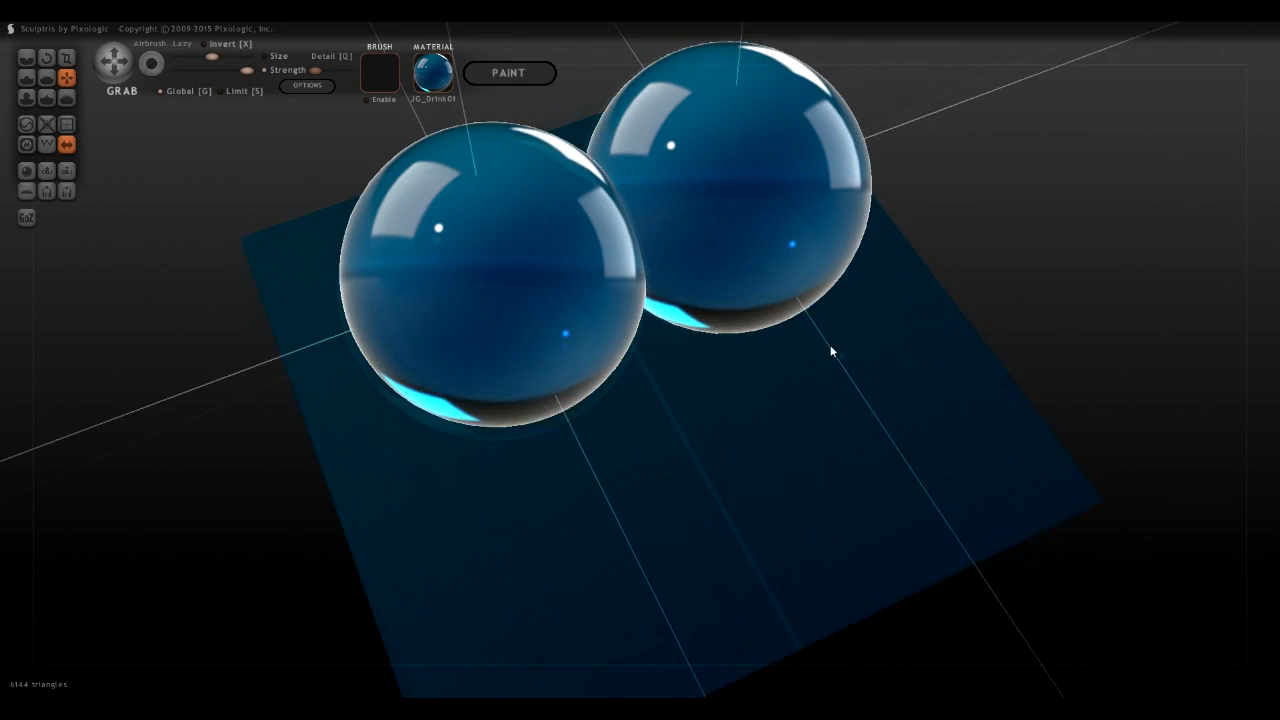 Sculptris by Pixologic Copyright © 2009-2015 Pixologic, Inc.
Airbrush Lazy Invert [X]
Size Detail [Q]
Strength
GRAB Global [G] Limit [S] OPTIONS
BRUSH
Enable
MATERIAL
JG_Drink01
PAINT
GoZ
6144 triangles